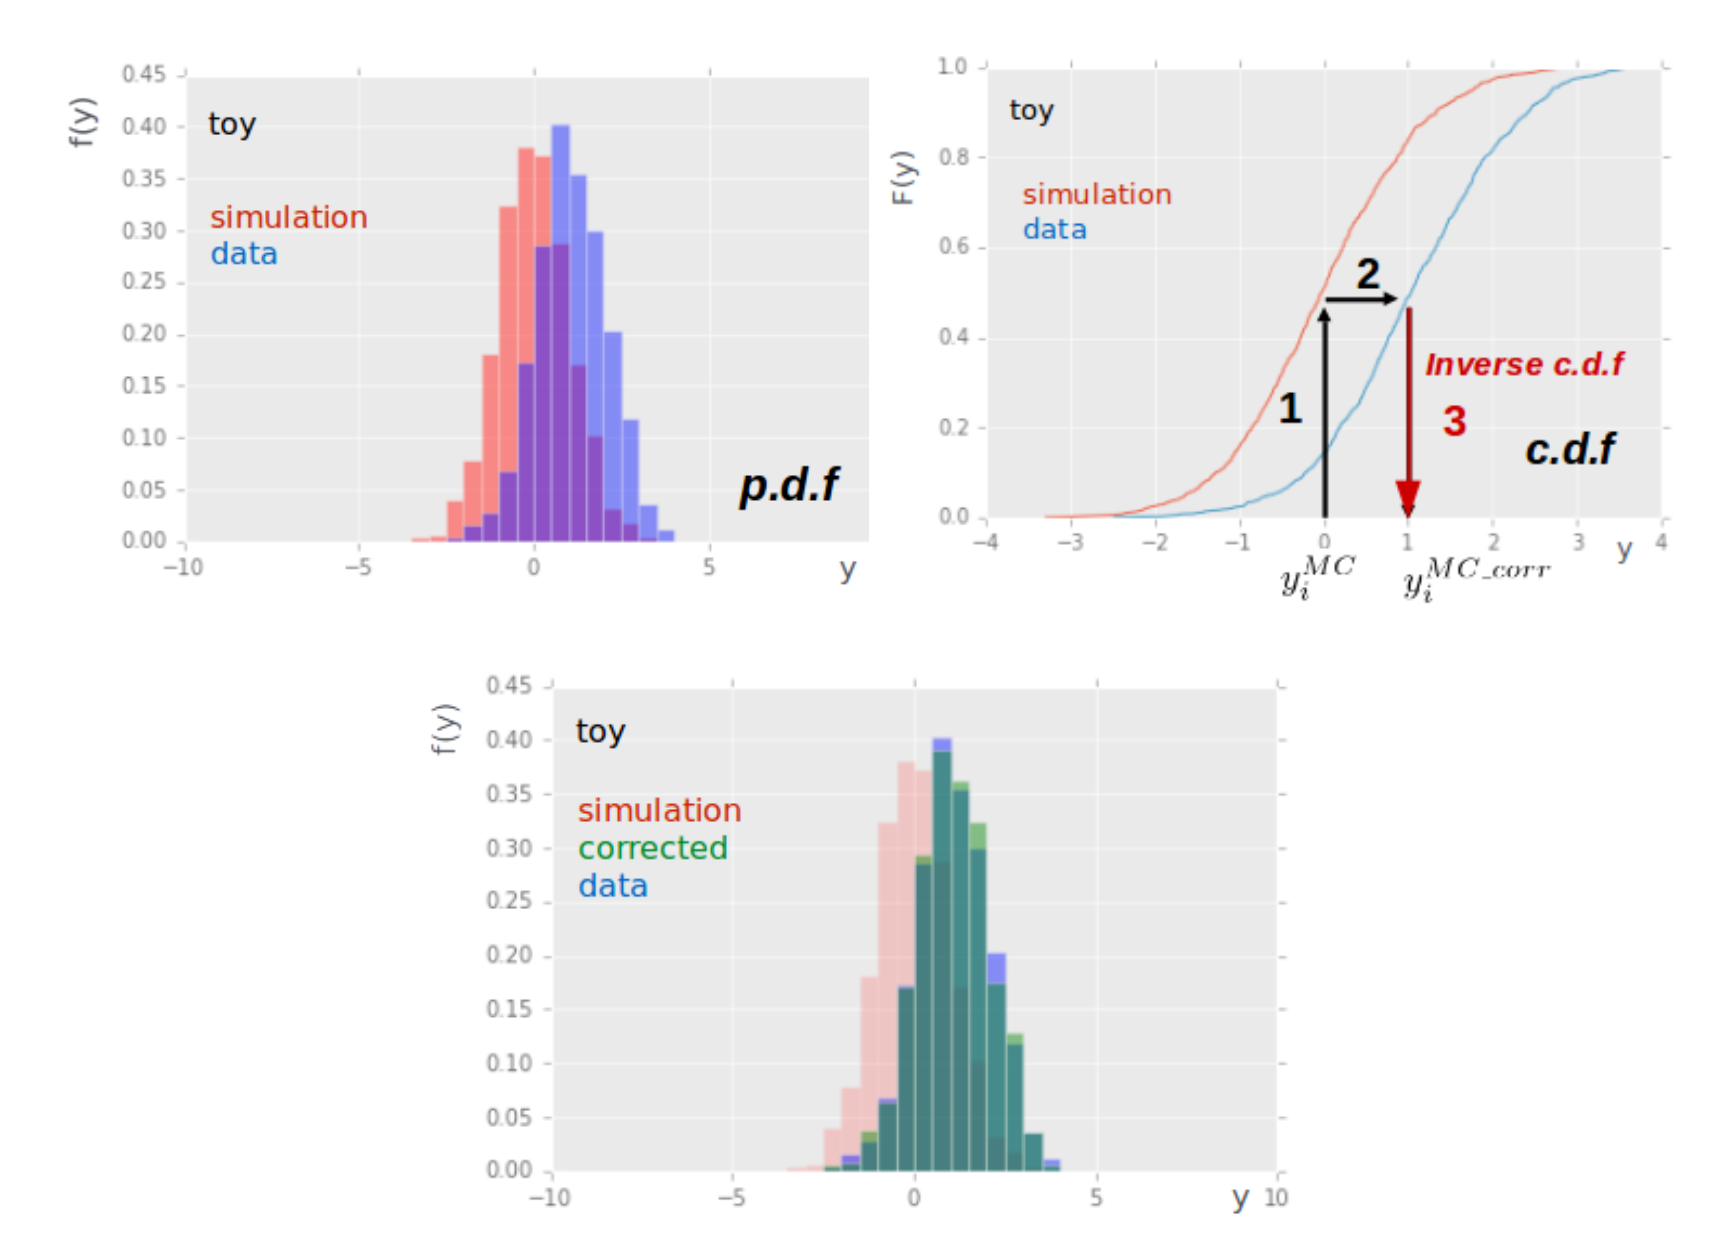 0.45
f(y)
0.40
toy
0.35
simulation
0.30
data
0.25
0.20
0.15
0.10
p.d.f
0.05
0.00
−10 −5 0 5 y
1.0
toy
F(y)
0.8
simulation
data
0.6
2
0.4
Inverse c.d.f
1
3
0.2
c.d.f
0.0
−4 −3 −2 −1 0 1 2 3 y 4
y_i^{MC} y_i^{MC_corr}
0.45
f(y)
toy
0.40
0.35
simulation
0.30
corrected
data
0.25
0.20
0.15
0.10
0.05
0.00
−10 −5 0 5 y 10